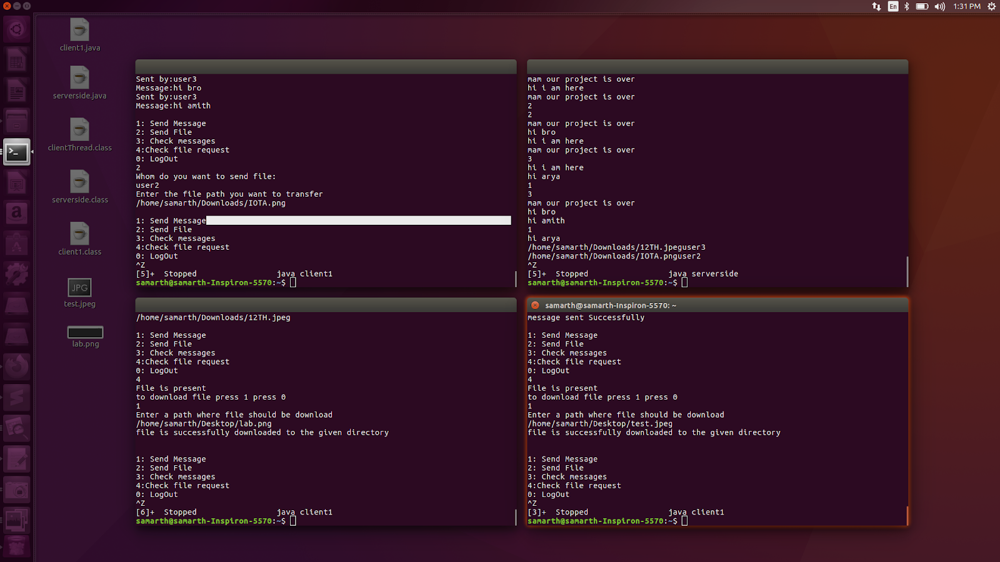 En
1:31 PM
client1.java
serverside.java
clientThread.class
serverside.class
client1.class
JPG
test.jpeg
lab.png
Sent by:user3
Message:hi bro
Sent by:user3
Message:hi amith
1: Send Message
2: Send File
3: Check messages
4:Check file request
0: LogOut
2
Whom do you want to send file:
user2
Enter the file path you want to transfer
/home/samarth/Downloads/IOTA.png
1: Send Message
2: Send File
3: Check messages
4:Check file request
0: LogOut
^Z
[5]+  Stopped                 java client1
samarth@samarth-Inspiron-5570:~$
mam our project is over
hi i am here
mam our project is over
2
2
mam our project is over
hi bro
hi i am here
mam our project is over
3
hi i am here
hi arya
1
3
mam our project is over
hi bro
hi amith
1
hi arya
/home/samarth/Downloads/12TH.jpeguser3
/home/samarth/Downloads/IOTA.pnguser2
^Z
[5]+  Stopped                 java serverside
samarth@samarth-Inspiron-5570:~$
/home/samarth/Downloads/12TH.jpeg
1: Send Message
2: Send File
3: Check messages
4:Check file request
0: LogOut
4
File is present
to download file press 1 press 0
1
Enter a path where file should be download
/home/samarth/Desktop/lab.png
file is successfully downloaded to the given directory
1: Send Message
2: Send File
3: Check messages
4:Check file request
0: LogOut
^Z
[6]+  Stopped                 java client1
samarth@samarth-Inspiron-5570:~$
samarth@samarth-Inspiron-5570: ~
message sent Successfully
1: Send Message
2: Send File
3: Check messages
4:Check file request
0: LogOut
4
File is present
to download file press 1 press 0
1
Enter a path where file should be download
/home/samarth/Desktop/test.jpeg
file is successfully downloaded to the given directory
1: Send Message
2: Send File
3: Check messages
4:Check file request
0: LogOut
^Z
[3]+  Stopped                 java client1
samarth@samarth-Inspiron-5570:~$